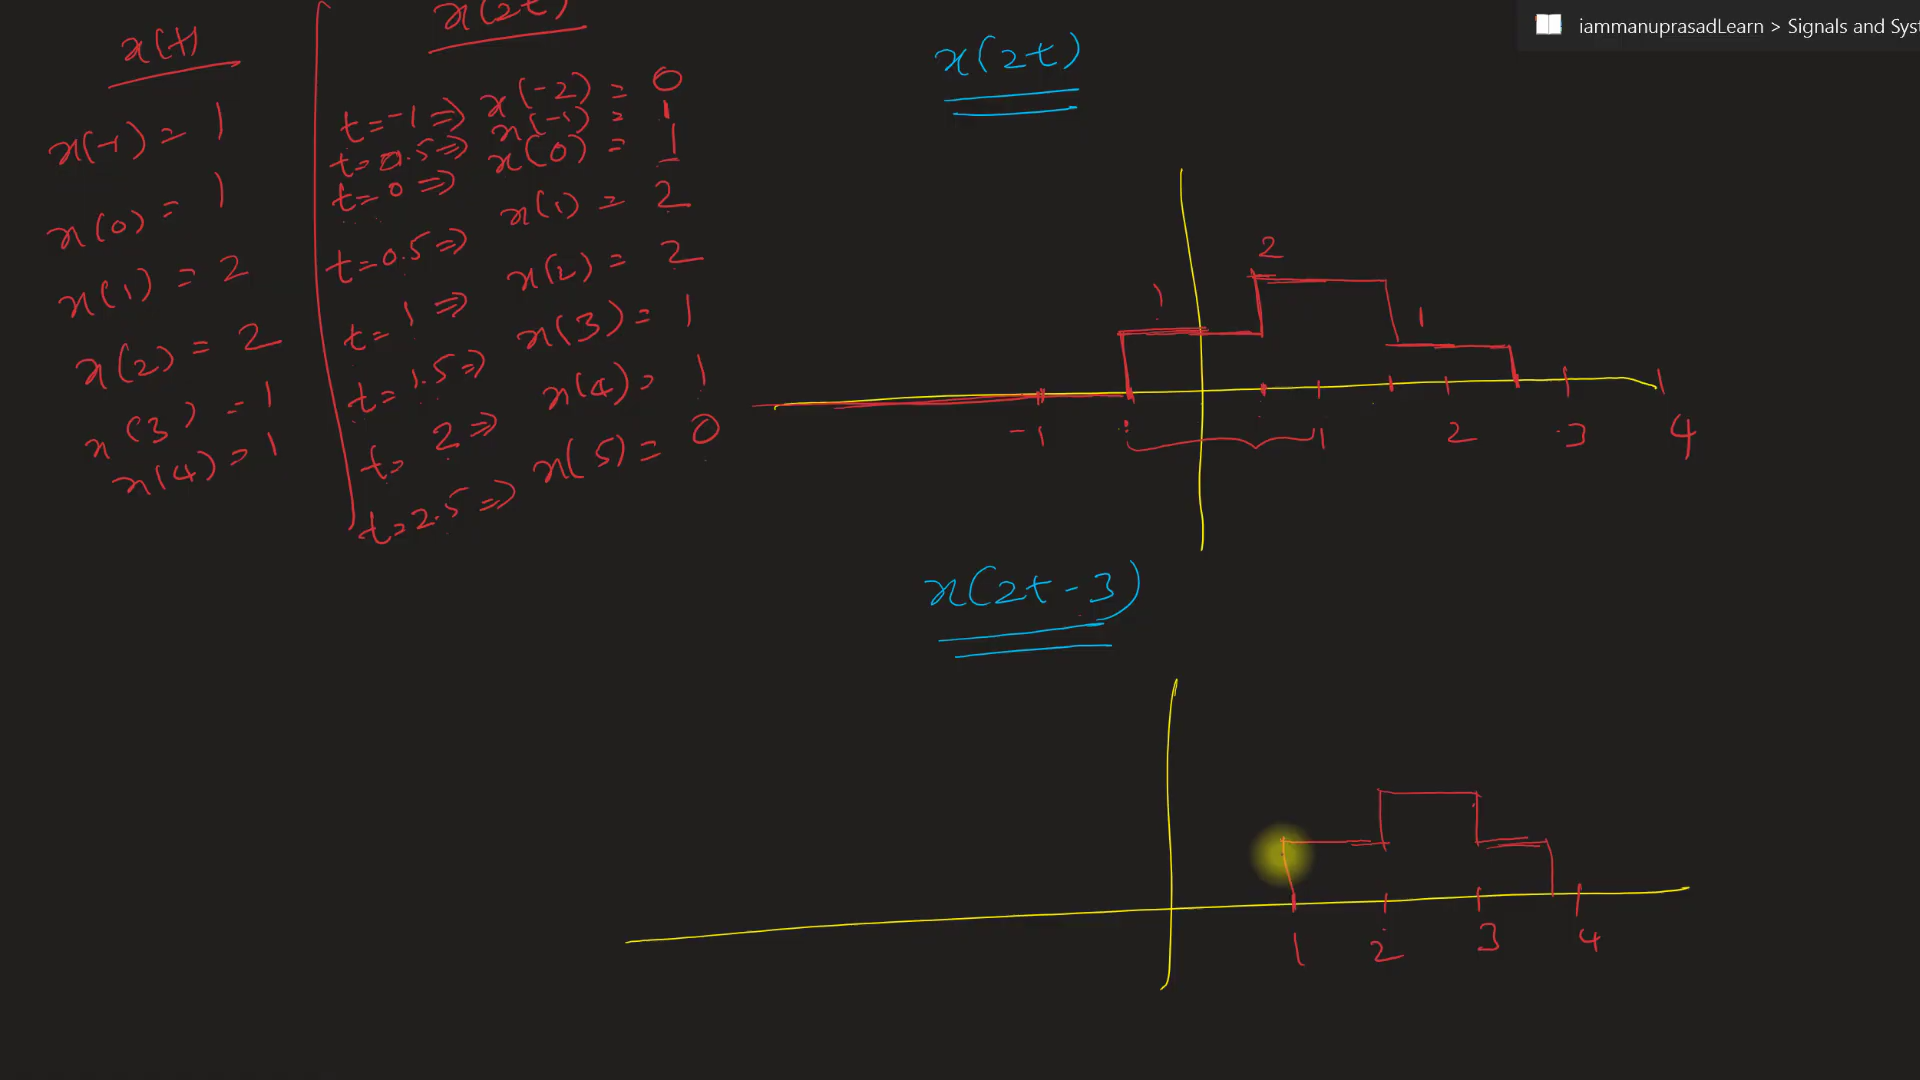 iammanuprasadLearn > Signals and Syst
x(t)
x(-1) = 1
x(0) = 1
x(1) = 2
x(2) = 2
x(3) = 1
x(4) = 1
x(2t)
t=-1 ⇒ x(-2) = 0
t=0.5 ⇒ x(-1) = 1
t=0 ⇒ x(0) = 1
t=0.5 ⇒ x(1) = 2
t=1 ⇒ x(2) = 2
t=1.5 ⇒ x(3) = 1
t=2 ⇒ x(4) = 1
t=2.5 ⇒ x(5) = 0
x(2t)
2
1 1
-1 1 2 3 4
x(2t-3)
1 2 3 4